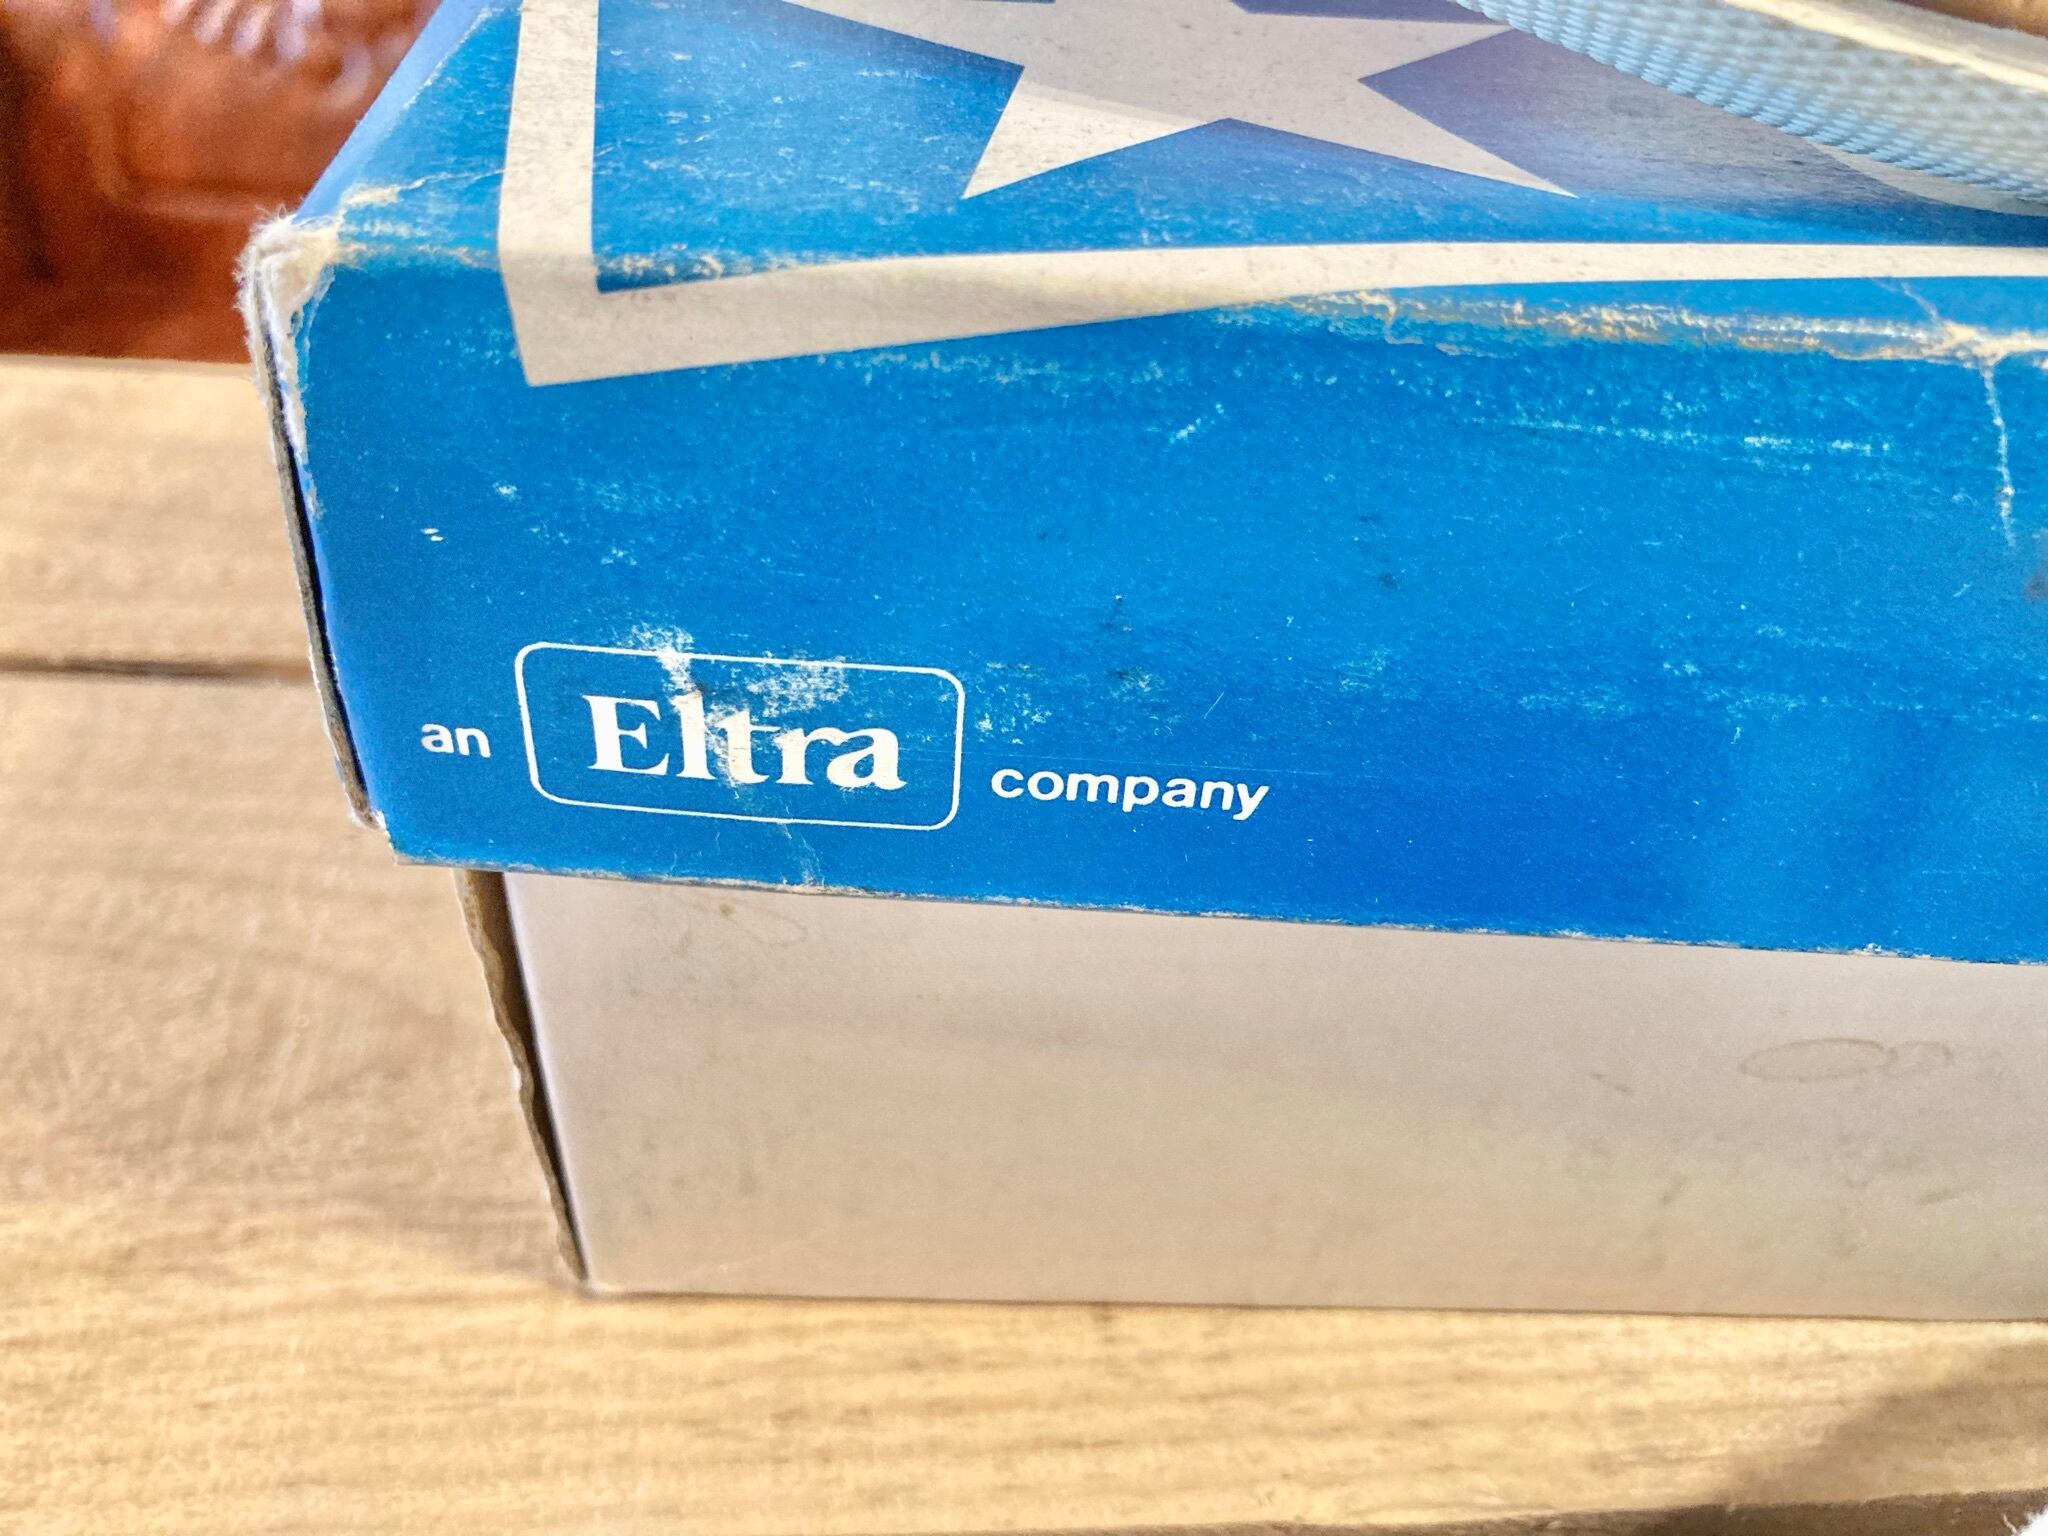 an Eltra company